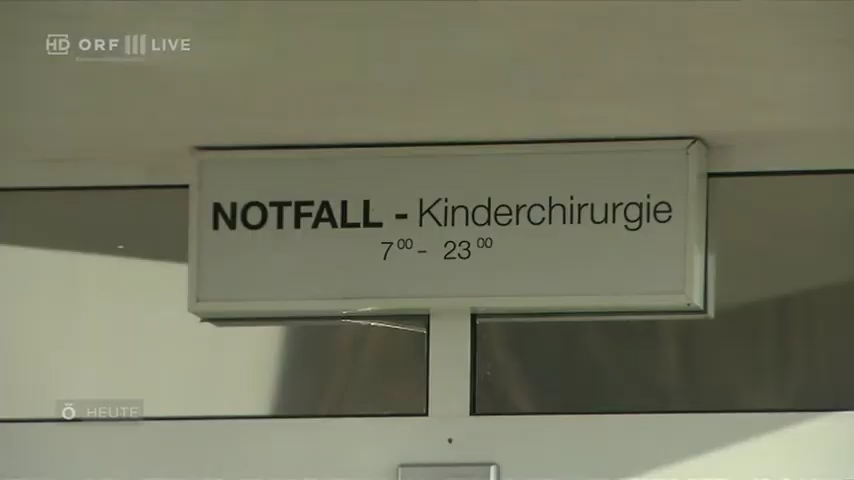 HD ORF III LIVE
NOTFALL - Kinderchirurgie
7⁰⁰ - 23⁰⁰
Ö HEUTE